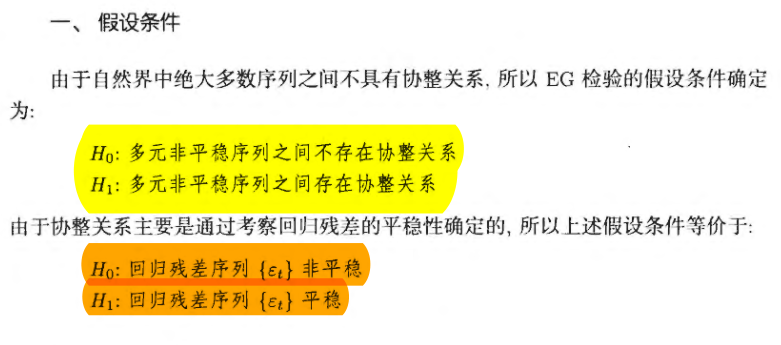 一、 假设条件
由于自然界中绝大多数序列之间不具有协整关系, 所以 EG 检验的假设条件确定
为:
H₀: 多元非平稳序列之间不存在协整关系
H₁: 多元非平稳序列之间存在协整关系
由于协整关系主要是通过考察回归残差的平稳性确定的, 所以上述假设条件等价于:
H₀: 回归残差序列 {εₜ} 非平稳
H₁: 回归残差序列 {εₜ} 平稳